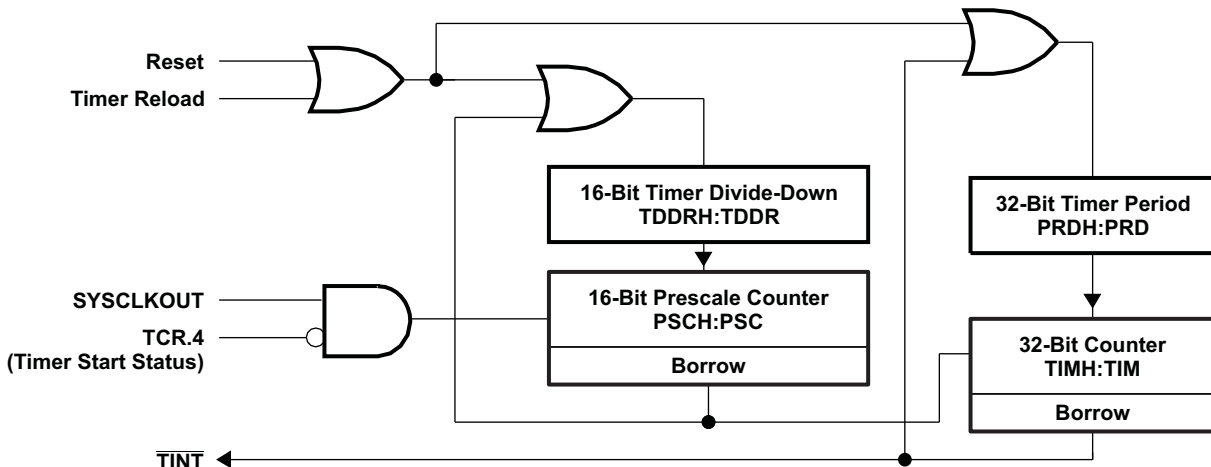 Reset
Timer Reload
16-Bit Timer Divide-Down
TDDRH:TDDR
32-Bit Timer Period
PRDH:PRD
SYSCLKOUT
TCR.4
(Timer Start Status)
16-Bit Prescale Counter
PSCH:PSC
Borrow
32-Bit Counter
TIMH:TIM
Borrow
TINT